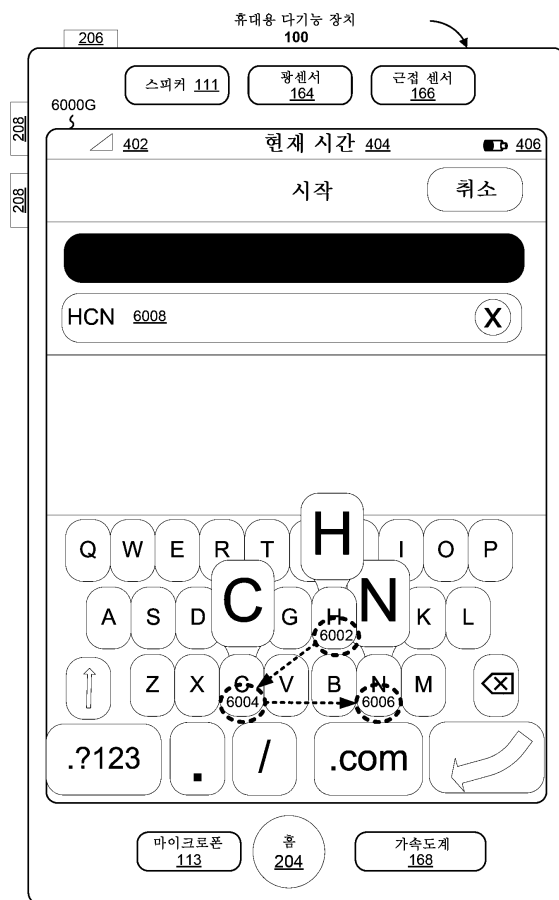 휴대용 다기능 장치
100
206
스피커 111
광센서
164
근접 센서
166
6000G
208
208
402
현재 시간 404
406
시작
취소
HCN 6008
X
H
Q W E R T I O P
C
N
A S D G H K L
6002
Z X C V B N M
6004
6006
.?123 . / .com
마이크로폰
113
홈
204
가속도계
168